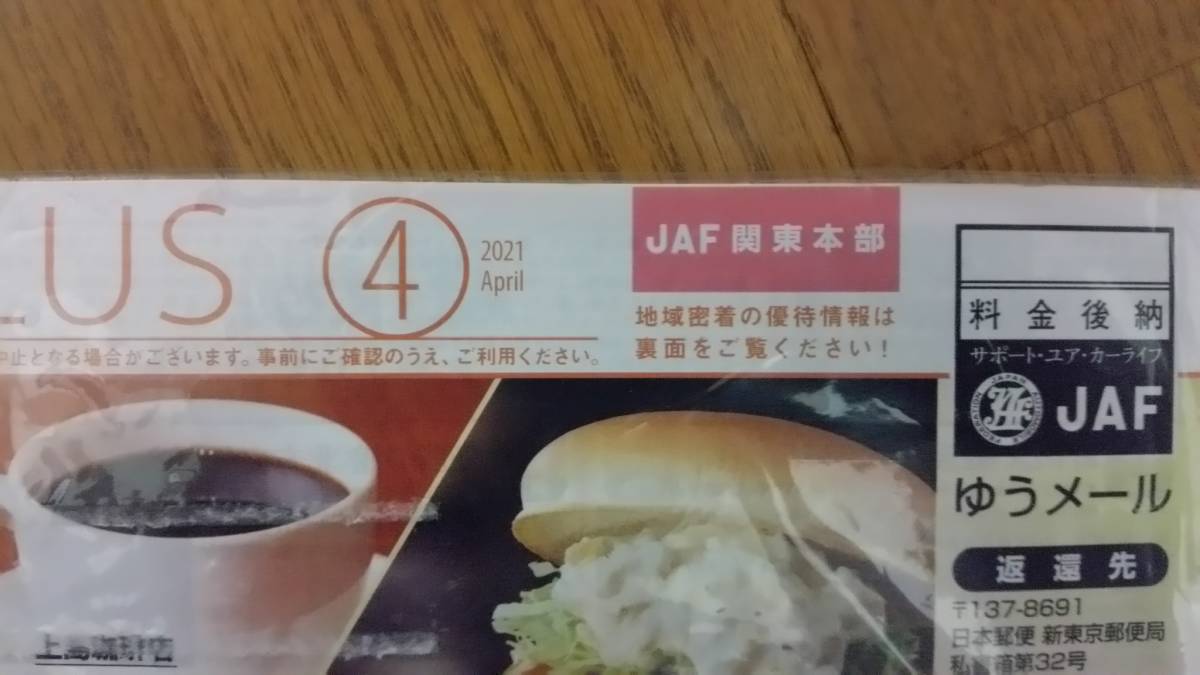 LUS ④ 2021
April
中止となる場合がございます。事前にご確認のうえ、ご利用ください。
JAF 関東本部
地域密着の優待情報は
裏面をご覧ください！
料金後納
サポート・ユア・カーライフ
JAPAN AUTOMOBILE FEDERATION
JAF
ゆうメール
返還先
〒137-8691
日本郵便 新東京郵便局
私書箱第32号
上島珈琲店